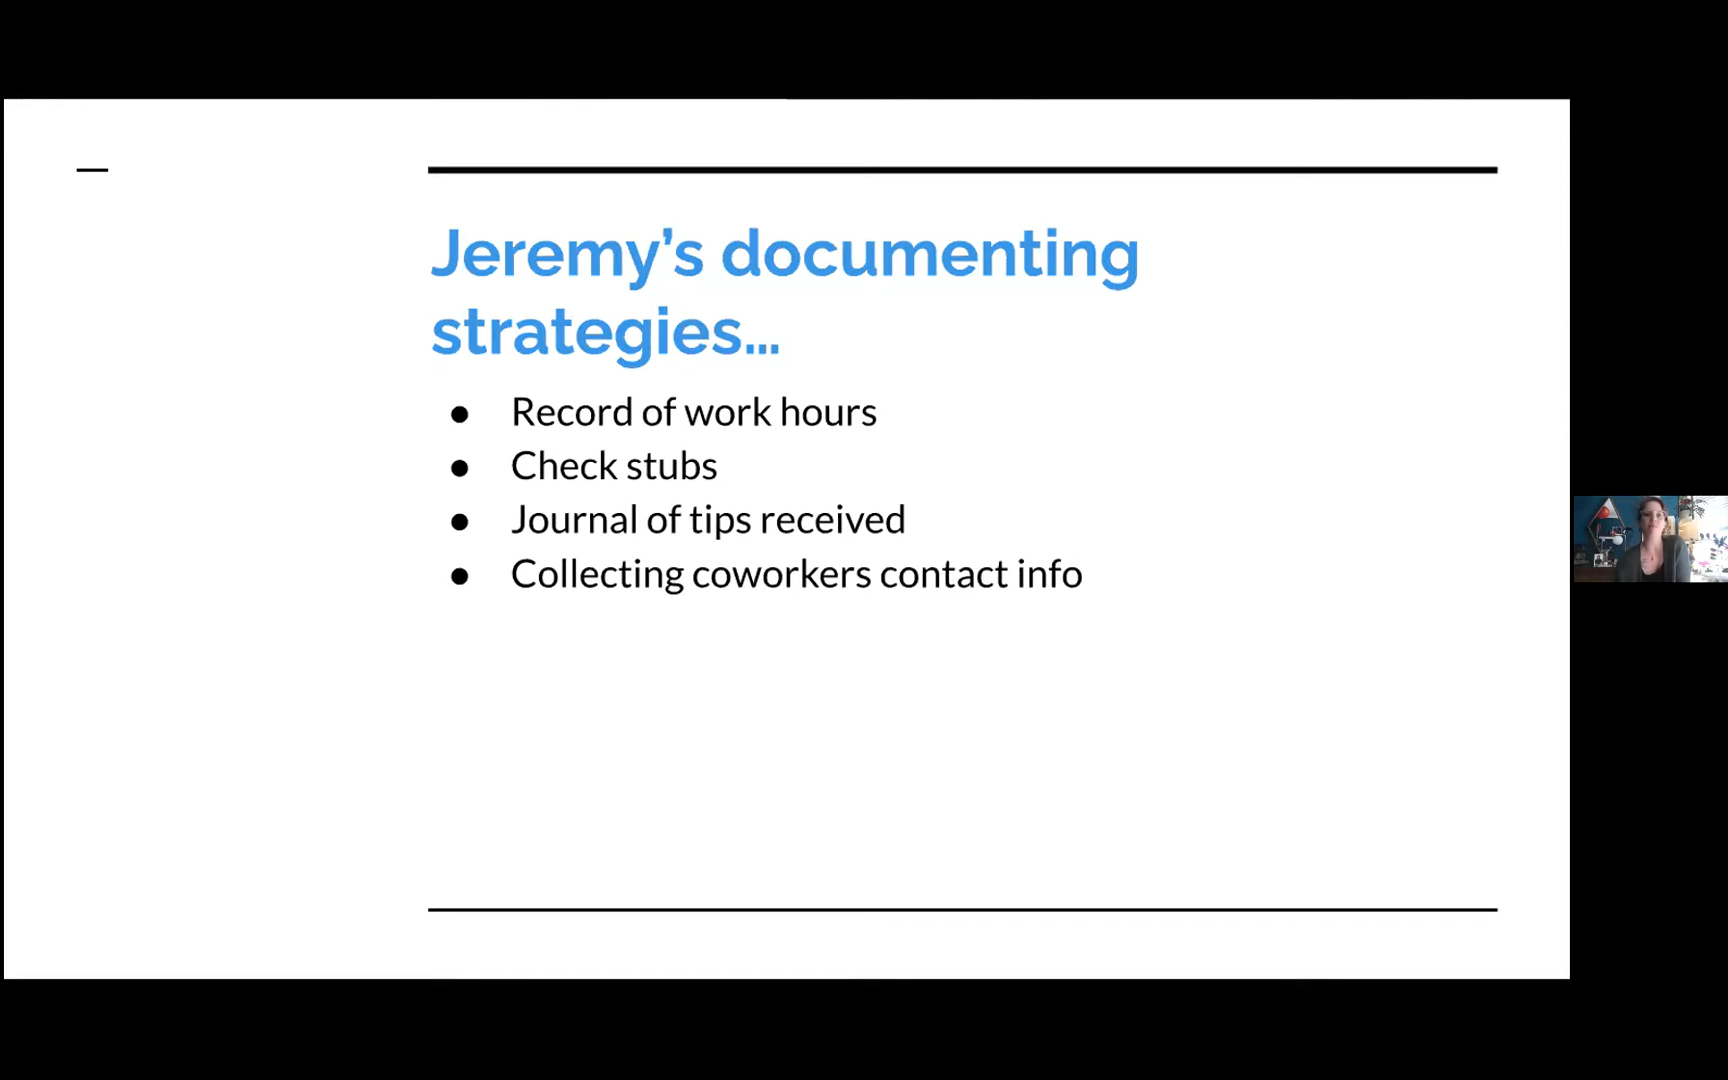 Jeremy’s documenting
strategies...
● Record of work hours
● Check stubs
● Journal of tips received
● Collecting coworkers contact info